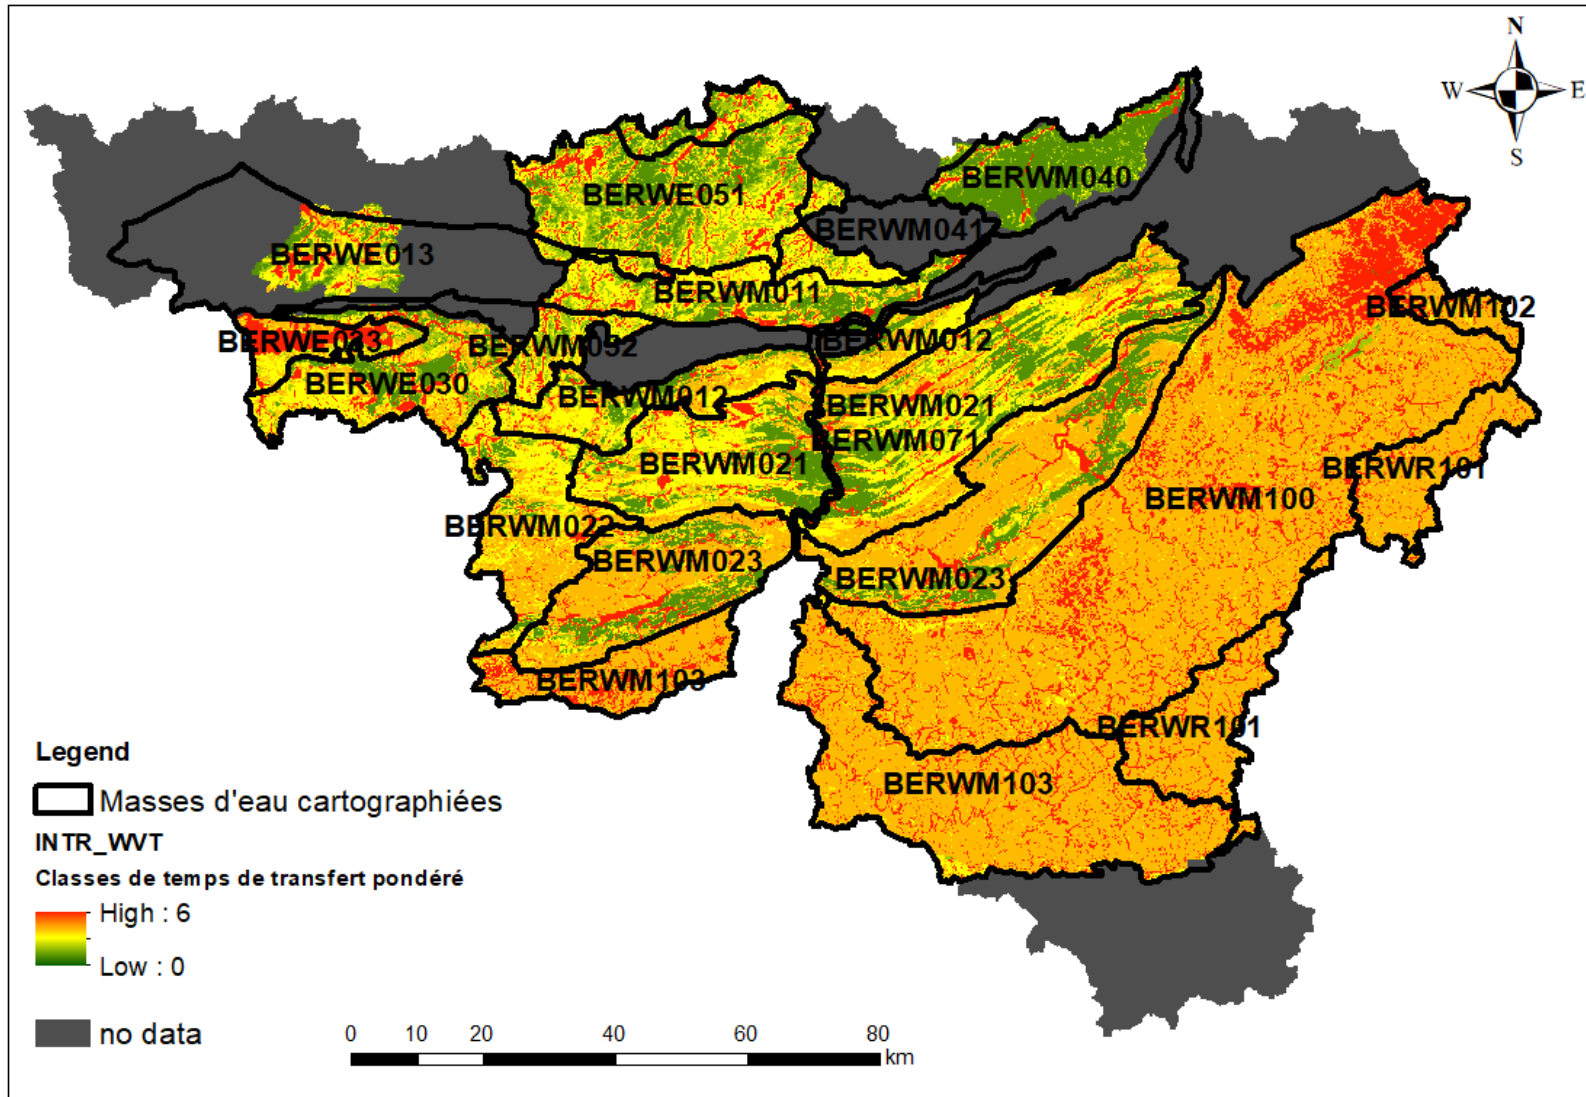 N
W E
S
BERWE051
BERWM040
BERWM041
BERWE013
BERWM011
BERWM102
BERWE033
BERWM052
BERWM012
BERWE030
BERWM012
BERWM021
BERWM071
BERWM021
BERWR101
BERWM100
BERWM022
BERWM023
BERWM023
BERWM103
BERWR101
BERWM103
Legend
Masses d'eau cartographiées
INTR_WVT
Classes de temps de transfert pondéré
High : 6
Low : 0
no data
0 10 20 40 60 80
km